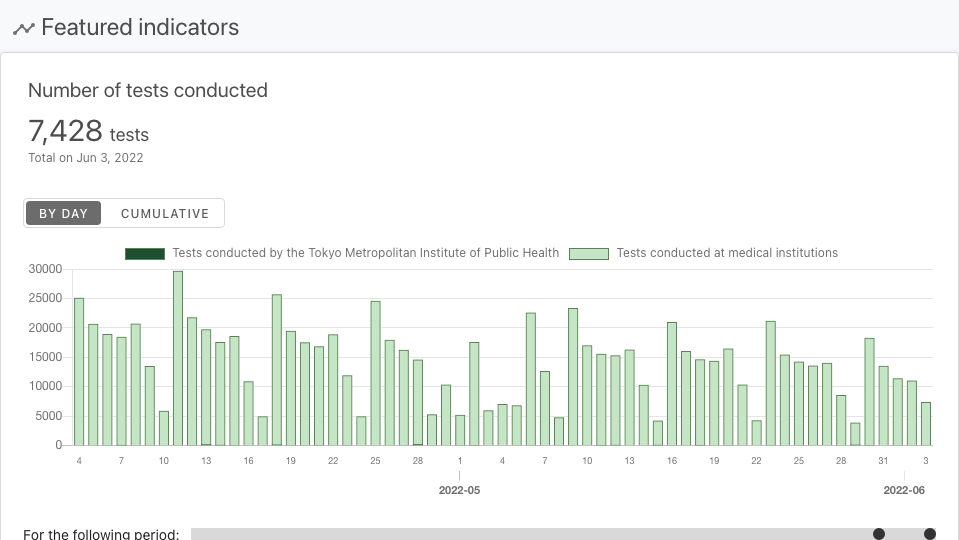 Featured indicators
Number of tests conducted
7,428 tests
Total on Jun 3, 2022
BY DAY CUMULATIVE
Tests conducted by the Tokyo Metropolitan Institute of Public Health Tests conducted at medical institutions
30000
25000
20000
15000
10000
5000
0
4 7 10 13 16 19 22 25 28 1 4 7 10 13 16 19 22 25 28 31 3
2022-05 2022-06
For the following period: